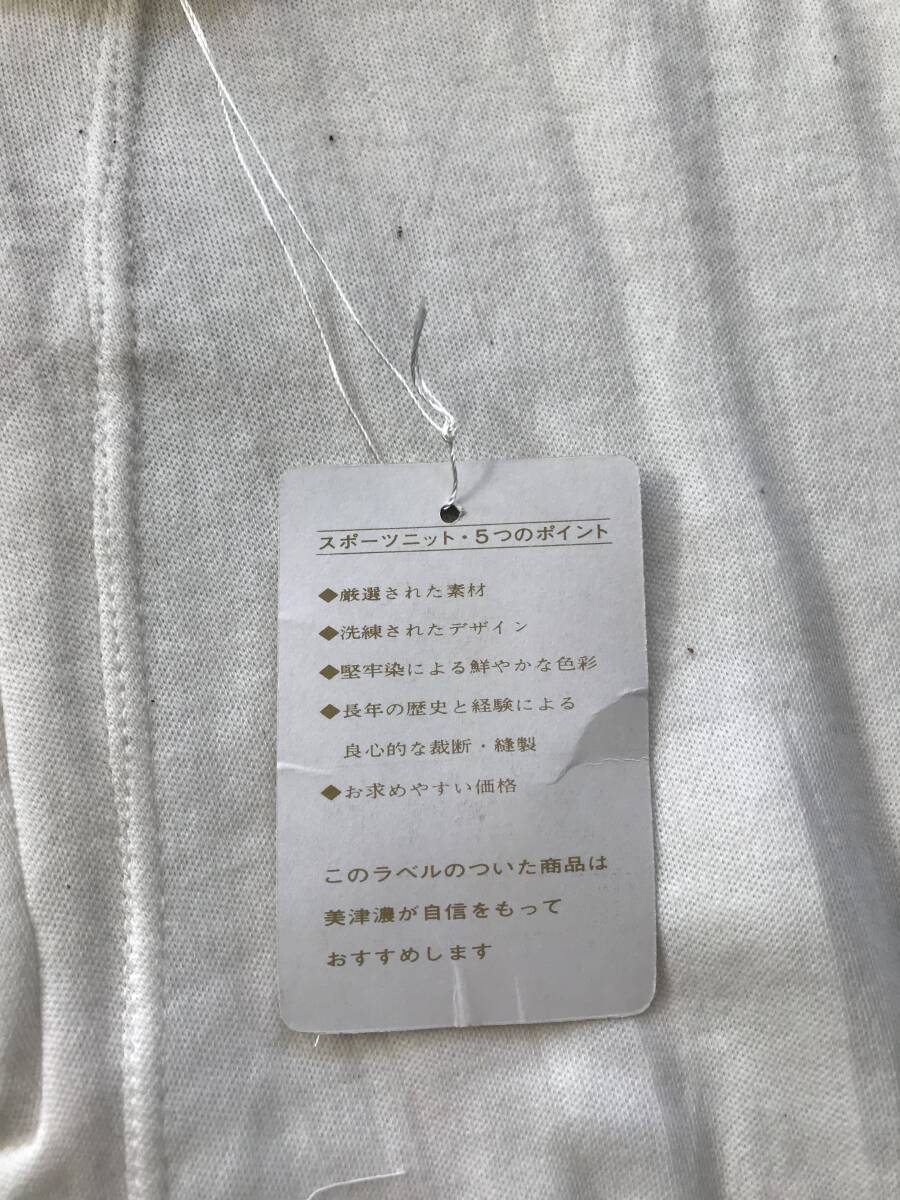 スポーツニット・5つのポイント
◆厳選された素材
◆洗練されたデザイン
◆堅牢染による鮮やかな色彩
◆長年の歴史と経験による
良心的な裁断・縫製
◆お求めやすい価格
このラベルのついた商品は
美津濃が自信をもって
おすすめします